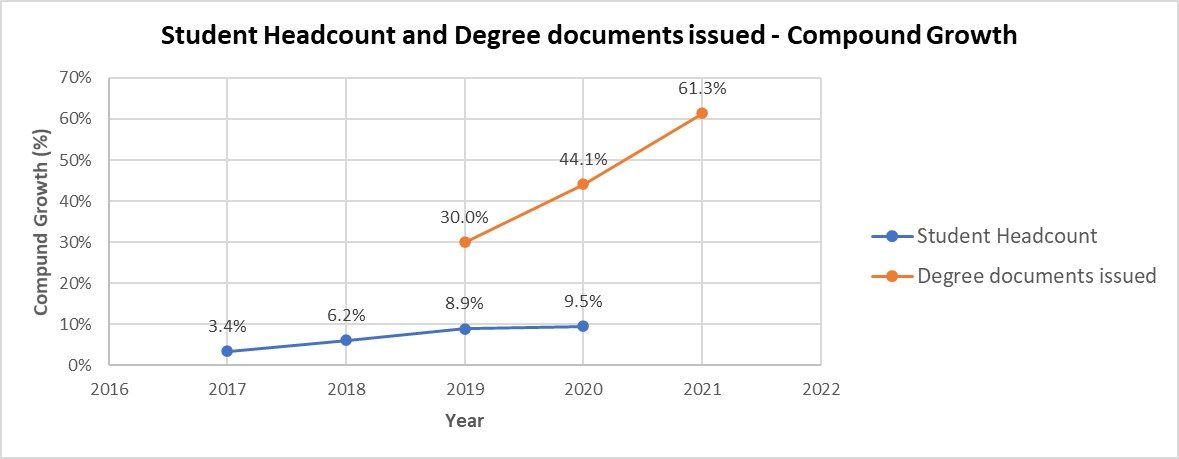 Student Headcount and Degree documents issued - Compound Growth
70%
61.3%
60%
50%
44.1%
40%
30.0%
30%
20%
10%
3.4%
6.2%
8.9%
9.5%
0%
2016 2017 2018 2019 2020 2021 2022
Compund Growth (%)
Year
Student Headcount
Degree documents issued